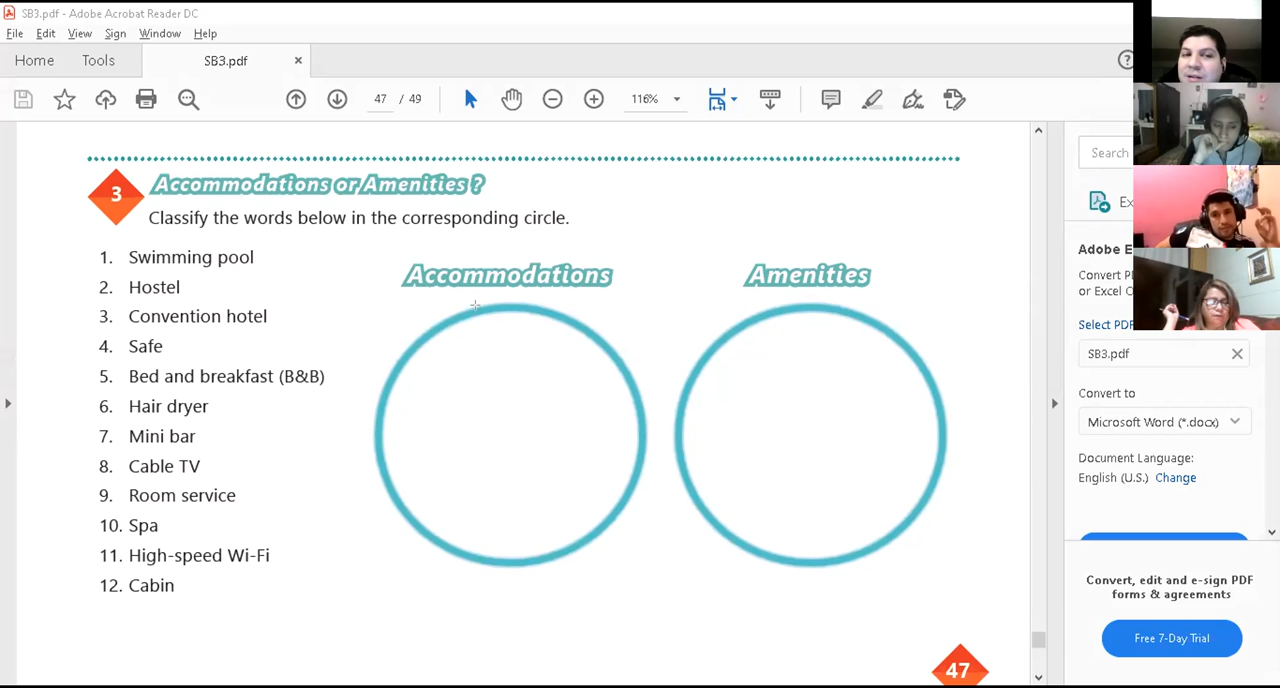 SB3.pdf - Adobe Acrobat Reader DC
File Edit View Sign Window Help
Home Tools SB3.pdf ×
47 / 49 116%
3 Accommodations or Amenities ?
Classify the words below in the corresponding circle.
1. Swimming pool
2. Hostel
3. Convention hotel
4. Safe
5. Bed and breakfast (B&B)
6. Hair dryer
7. Mini bar
8. Cable TV
9. Room service
10. Spa
11. High-speed Wi-Fi
12. Cabin
Accommodations Amenities
47
Search
Ex
Adobe E
Convert P
or Excel C
Select PDF
SB3.pdf
Convert to
Microsoft Word (*.docx)
Document Language:
English (U.S.) Change
Convert, edit and e-sign PDF
forms & agreements
Free 7-Day Trial